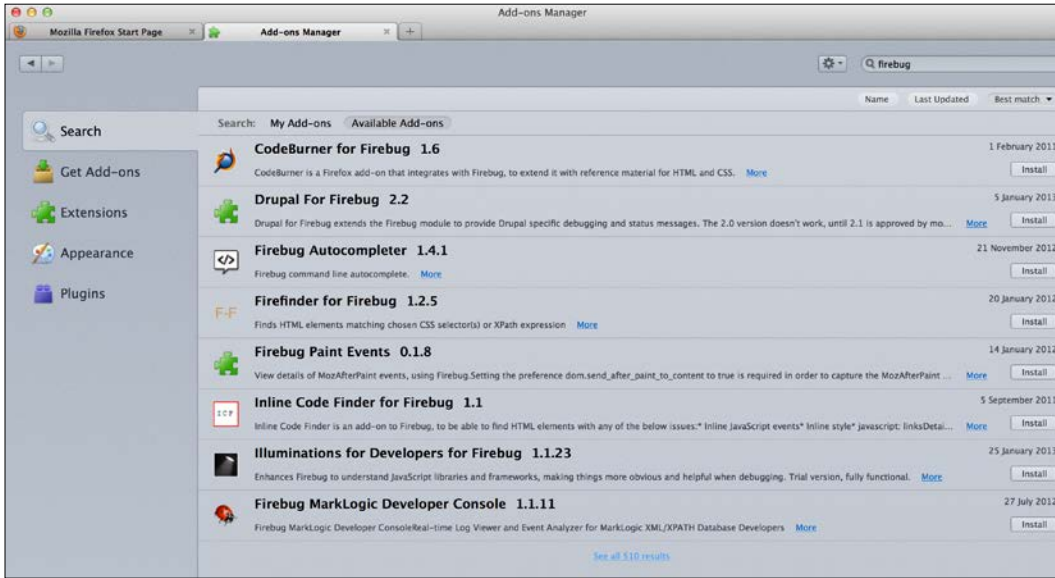 Add-ons Manager
Mozilla Firefox Start Page
Add-ons Manager
firebug
Name Last Updated Best match
Search
Get Add-ons
Extensions
Appearance
Plugins
Search: My Add-ons Available Add-ons
CodeBurner for Firebug 1.6
1 February 2011
CodeBurner is a Firefox add-on that integrates with Firebug, to extend it with reference material for HTML and CSS. More
Install
Drupal For Firebug 2.2
5 January 2013
Drupal for Firebug extends the Firebug module to provide Drupal specific debugging and status messages. The 2.0 version doesn't work, until 2.1 is approved by mo... More
Install
Firebug Autocompleter 1.4.1
21 November 2012
Firebug command line autocomplete. More
Install
F-F
Firefinder for Firebug 1.2.5
20 January 2012
Finds HTML elements matching chosen CSS selector(s) or XPath expression More
Install
Firebug Paint Events 0.1.8
14 January 2012
View details of MozAfterPaint events, using Firebug.Setting the preference dom.send_after_paint_to_content to true is required in order to capture the MozAfterPaint ... More
Install
ICF
Inline Code Finder for Firebug 1.1
5 September 2011
Inline Code Finder is an add-on to Firebug, to be able to find HTML elements with any of the below issues:* Inline JavaScript events* Inline style* javascript: linksDetai... More
Install
Illuminations for Developers for Firebug 1.1.23
25 January 2013
Enhances Firebug to understand JavaScript libraries and frameworks, making things more obvious and helpful when debugging. Trial version, fully functional. More
Install
Firebug MarkLogic Developer Console 1.1.11
27 July 2012
Firebug MarkLogic Developer ConsoleReal-time Log Viewer and Event Analyzer for MarkLogic XML/XPATH Database Developers More
Install
See all 510 results